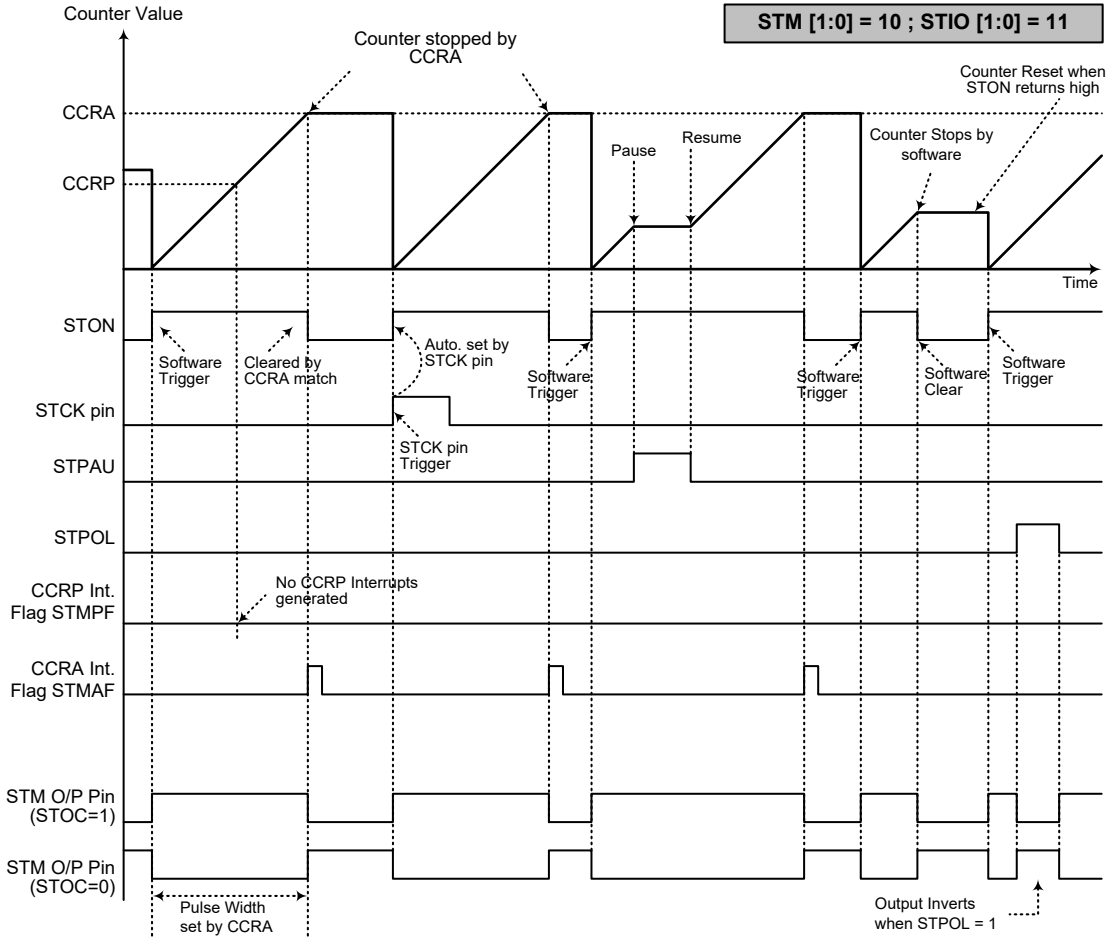 Counter Value
STM [1:0] = 10 ; STIO [1:0] = 11
Counter stopped by
CCRA
Counter Reset when
STON returns high
CCRA
Pause
Resume
Counter Stops by
software
CCRP
Time
STON
Software
Trigger
Cleared by
CCRA match
Auto. set by
STCK pin
Software
Trigger
Software
Trigger
Software
Clear
Software
Trigger
STCK pin
STCK pin
Trigger
STPAU
STPOL
CCRP Int.
Flag STMPF
No CCRP Interrupts
generated
CCRA Int.
Flag STMAF
STM O/P Pin
(STOC=1)
STM O/P Pin
(STOC=0)
Pulse Width
set by CCRA
Output Inverts
when STPOL = 1